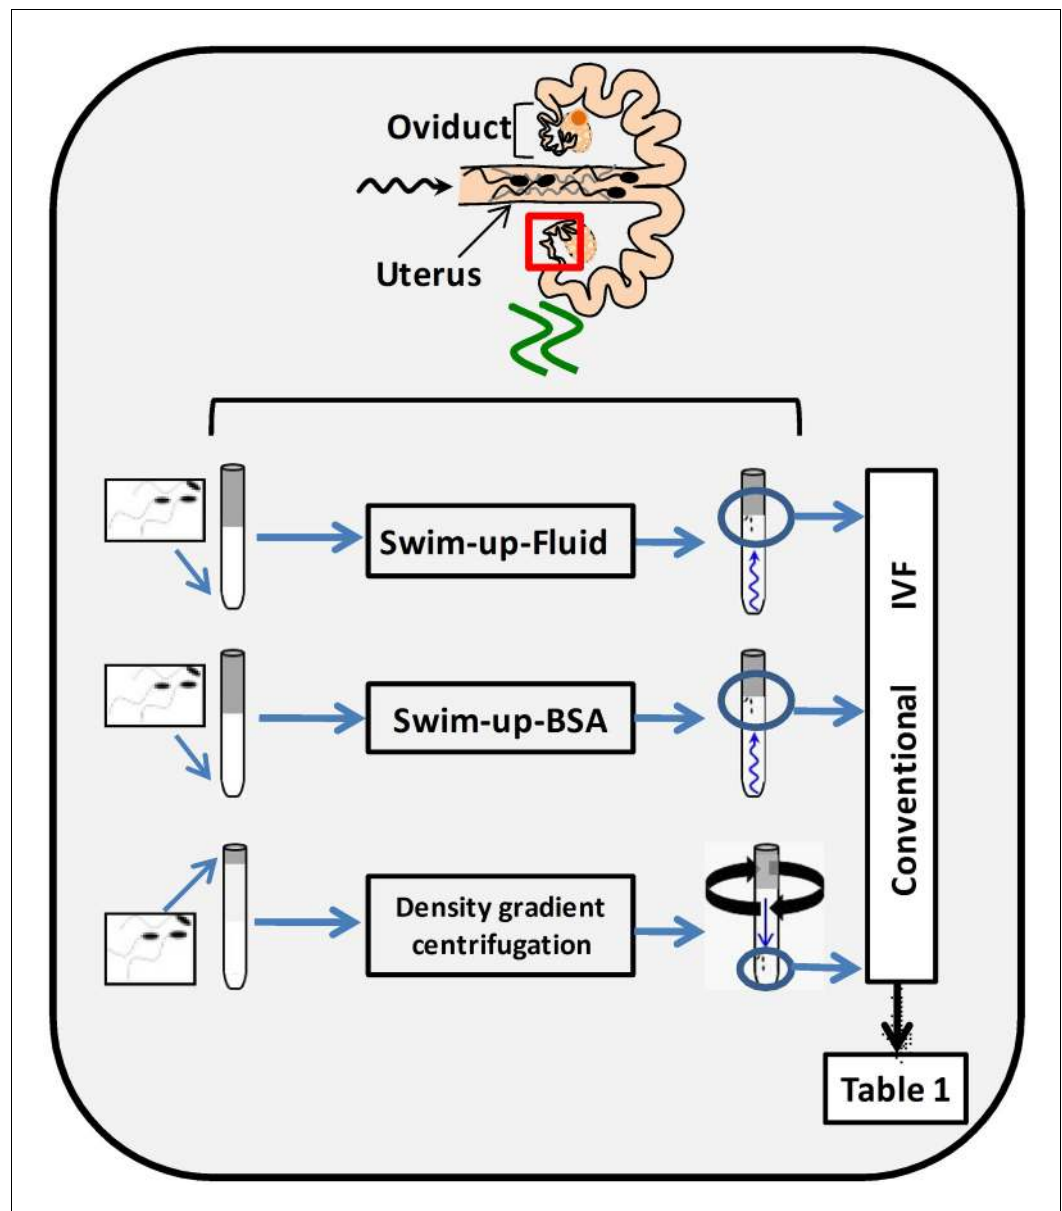 Oviduct
Uterus
Swim-up-Fluid
Swim-up-BSA
Density gradient
centrifugation
Conventional IVF
Table 1